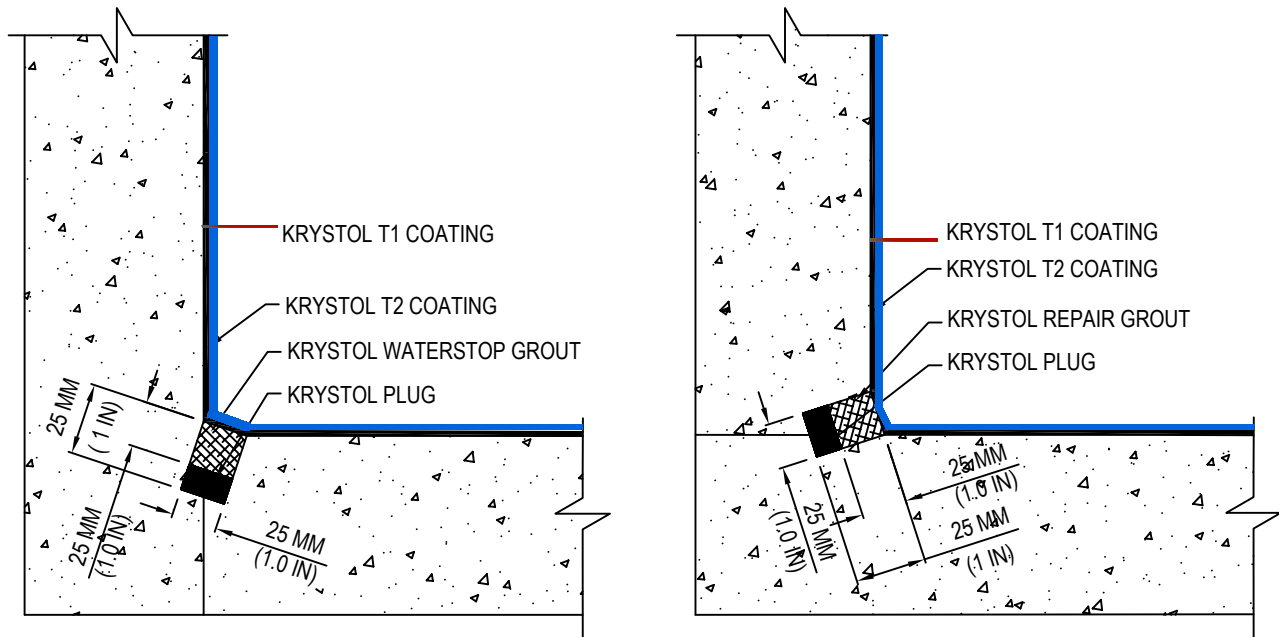 KRYSTOL T1 COATING
KRYSTOL T2 COATING
KRYSTOL WATERSTOP GROUT
KRYSTOL PLUG
25 MM
( 1 IN)
25 MM
(1.0 IN)
25 MM
(1.0 IN)
KRYSTOL T1 COATING
KRYSTOL T2 COATING
KRYSTOL REPAIR GROUT
KRYSTOL PLUG
25 MM
(1.0 IN)
25 MM
(1.0 IN)
25 MM
(1 IN)